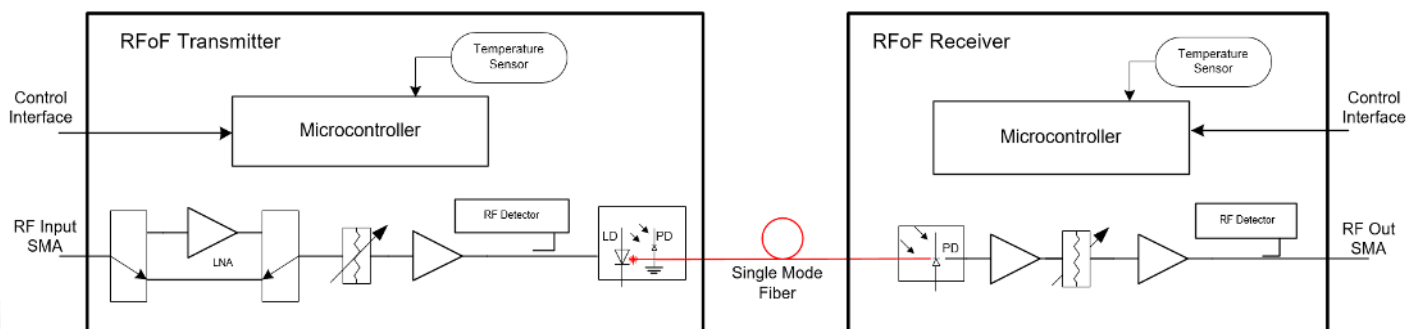 RFoF Transmitter
Temperature
Sensor
Control
Interface
Microcontroller
RF Input
SMA
LNA
RF Detector
LD
PD
Single Mode
Fiber
RFoF Receiver
Temperature
Sensor
Microcontroller
Control
Interface
PD
RF Detector
RF Out
SMA